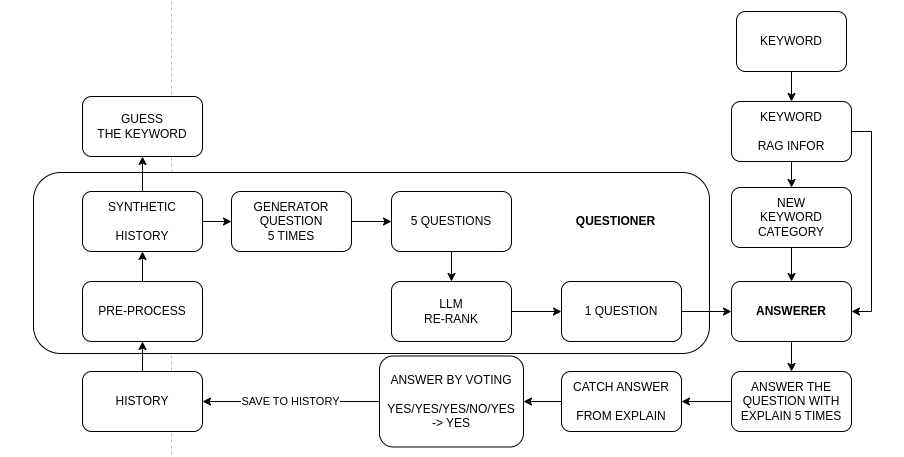 KEYWORD
GUESS
THE KEYWORD
KEYWORD
RAG INFOR
SYNTHETIC
HISTORY
GENERATOR
QUESTION
5 TIMES
5 QUESTIONS
QUESTIONER
NEW
KEYWORD
CATEGORY
PRE-PROCESS
LLM
RE-RANK
1 QUESTION
ANSWERER
HISTORY
SAVE TO HISTORY
ANSWER BY VOTING
YES/YES/YES/NO/YES
-> YES
CATCH ANSWER
FROM EXPLAIN
ANSWER THE
QUESTION WITH
EXPLAIN 5 TIMES